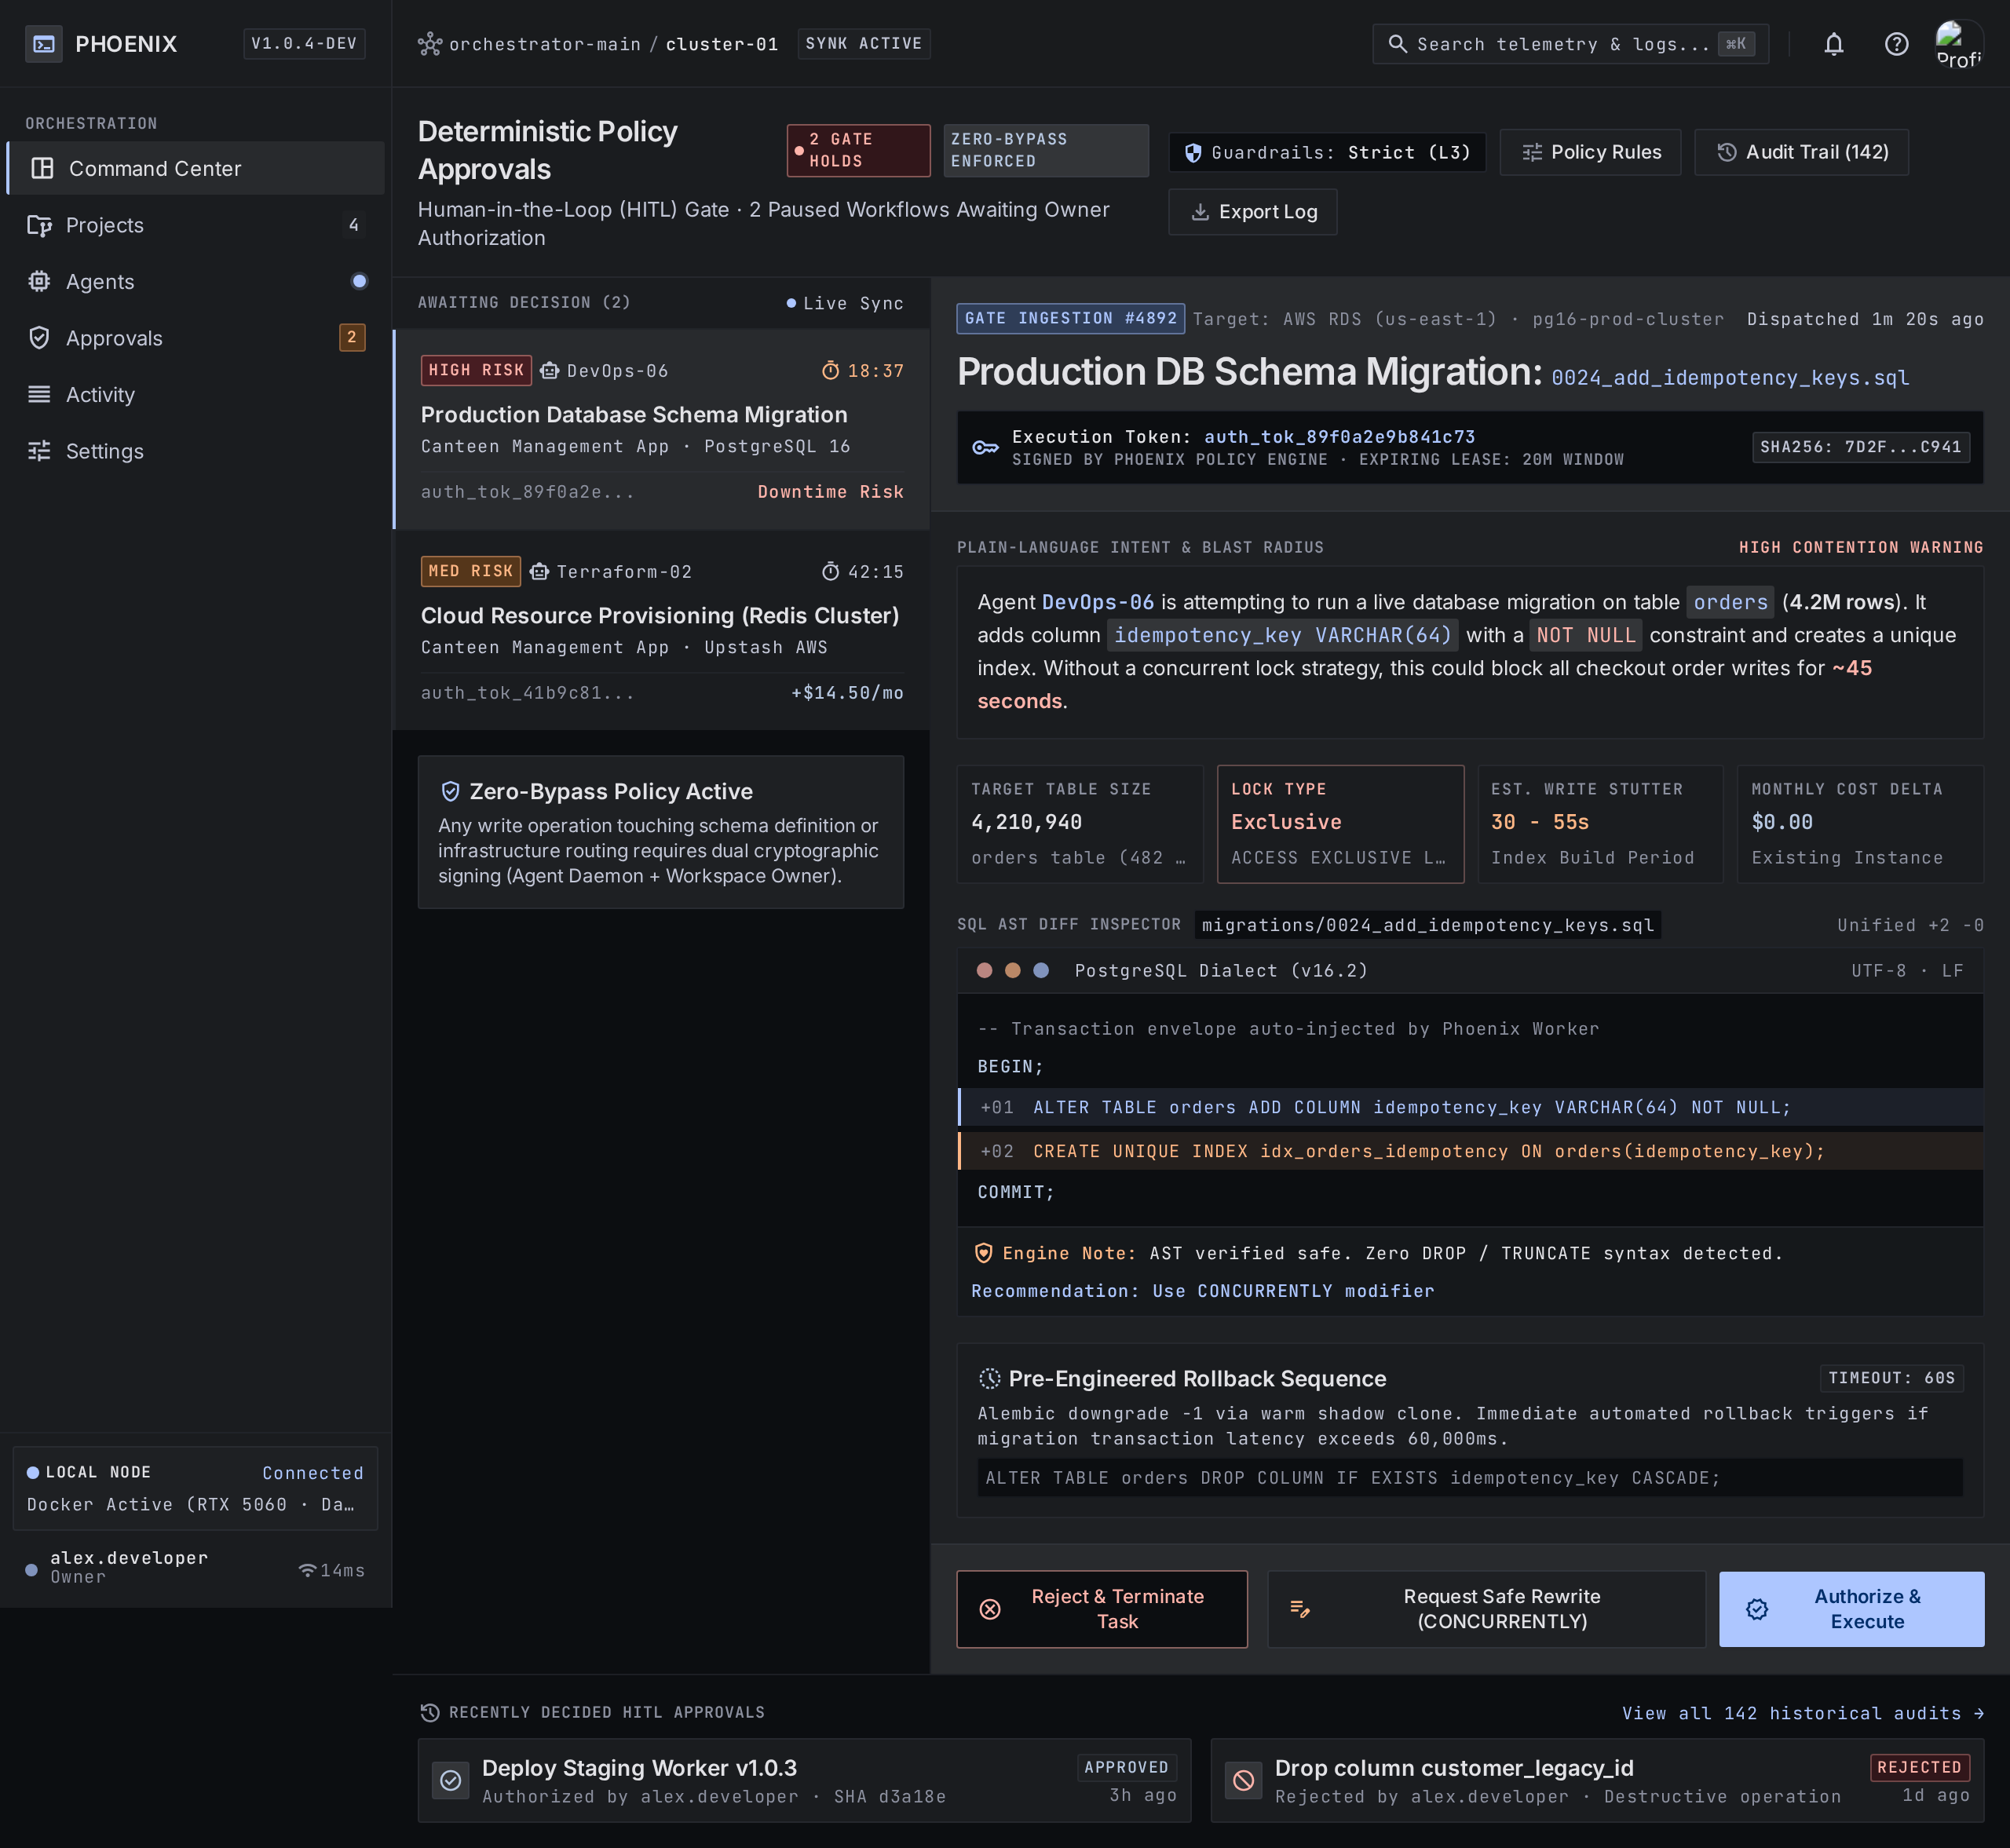 PHOENIX
V1.0.4-DEV
orchestrator-main / cluster-01
SYNK ACTIVE
Search telemetry & logs...
⌘K
Profi
ORCHESTRATION
Command Center
Projects
4
Agents
Approvals
2
Activity
Settings
LOCAL NODE
Connected
Docker Active (RTX 5060 · Da…
alex.developer
Owner
14ms
Deterministic Policy
Approvals
2 GATE
HOLDS
ZERO-BYPASS
ENFORCED
Human-in-the-Loop (HITL) Gate · 2 Paused Workflows Awaiting Owner
Authorization
Guardrails: Strict (L3)
Policy Rules
Audit Trail (142)
Export Log
AWAITING DECISION (2)
Live Sync
HIGH RISK
DevOps-06
18:37
Production Database Schema Migration
Canteen Management App · PostgreSQL 16
auth_tok_89f0a2e...
Downtime Risk
MED RISK
Terraform-02
42:15
Cloud Resource Provisioning (Redis Cluster)
Canteen Management App · Upstash AWS
auth_tok_41b9c81...
+$14.50/mo
Zero-Bypass Policy Active
Any write operation touching schema definition or
infrastructure routing requires dual cryptographic
signing (Agent Daemon + Workspace Owner).
GATE INGESTION #4892
Target: AWS RDS (us-east-1) · pg16-prod-cluster
Dispatched 1m 20s ago
Production DB Schema Migration: 0024_add_idempotency_keys.sql
Execution Token: auth_tok_89f0a2e9b841c73
SIGNED BY PHOENIX POLICY ENGINE · EXPIRING LEASE: 20M WINDOW
SHA256: 7D2F...C941
PLAIN-LANGUAGE INTENT & BLAST RADIUS
HIGH CONTENTION WARNING
Agent DevOps-06 is attempting to run a live database migration on table orders (4.2M rows). It
adds column idempotency_key VARCHAR(64) with a NOT NULL constraint and creates a unique
index. Without a concurrent lock strategy, this could block all checkout order writes for ~45
seconds.
TARGET TABLE SIZE
4,210,940
orders table (482 …
LOCK TYPE
Exclusive
ACCESS EXCLUSIVE L…
EST. WRITE STUTTER
30 - 55s
Index Build Period
MONTHLY COST DELTA
$0.00
Existing Instance
SQL AST DIFF INSPECTOR
migrations/0024_add_idempotency_keys.sql
Unified +2 -0
PostgreSQL Dialect (v16.2)
UTF-8 · LF
-- Transaction envelope auto-injected by Phoenix Worker
BEGIN;
+01 ALTER TABLE orders ADD COLUMN idempotency_key VARCHAR(64) NOT NULL;
+02 CREATE UNIQUE INDEX idx_orders_idempotency ON orders(idempotency_key);
COMMIT;
Engine Note: AST verified safe. Zero DROP / TRUNCATE syntax detected.
Recommendation: Use CONCURRENTLY modifier
Pre-Engineered Rollback Sequence
TIMEOUT: 60S
Alembic downgrade -1 via warm shadow clone. Immediate automated rollback triggers if
migration transaction latency exceeds 60,000ms.
ALTER TABLE orders DROP COLUMN IF EXISTS idempotency_key CASCADE;
Reject & Terminate
Task
Request Safe Rewrite
(CONCURRENTLY)
Authorize &
Execute
RECENTLY DECIDED HITL APPROVALS
View all 142 historical audits →
Deploy Staging Worker v1.0.3
Authorized by alex.developer · SHA d3a18e
APPROVED
3h ago
Drop column customer_legacy_id
Rejected by alex.developer · Destructive operation
REJECTED
1d ago